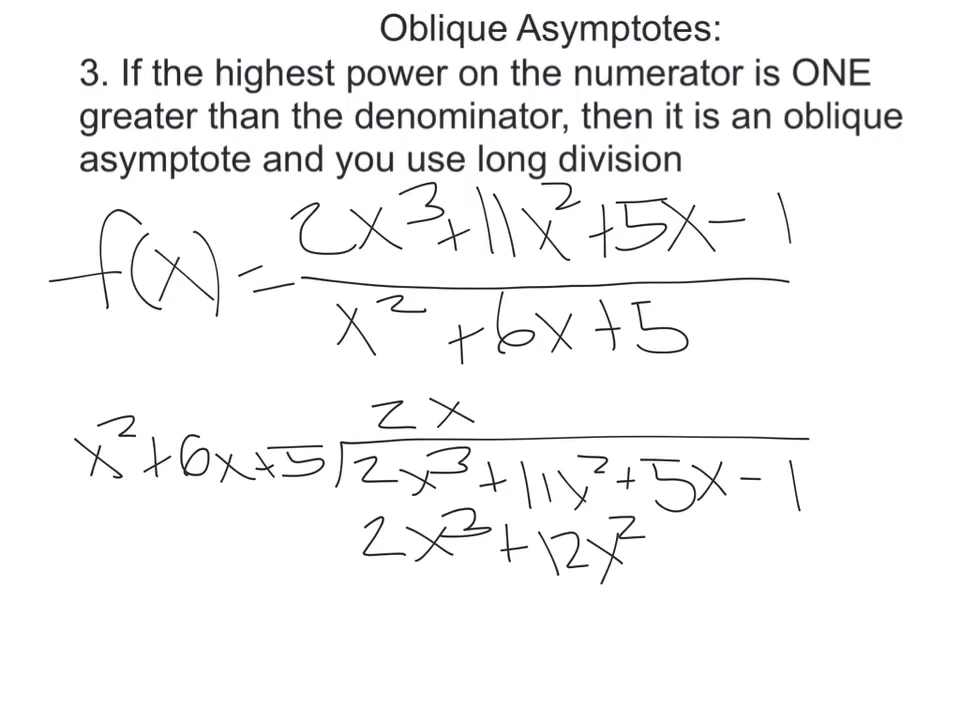 Oblique Asymptotes:
3. If the highest power on the numerator is ONE
greater than the denominator, then it is an oblique
asymptote and you use long division
2x³+11x²+5x-1
f(x)=
x²+6x+5
2x
x²+6x+5 2x³+11x²+5x-1
2x³+12x²